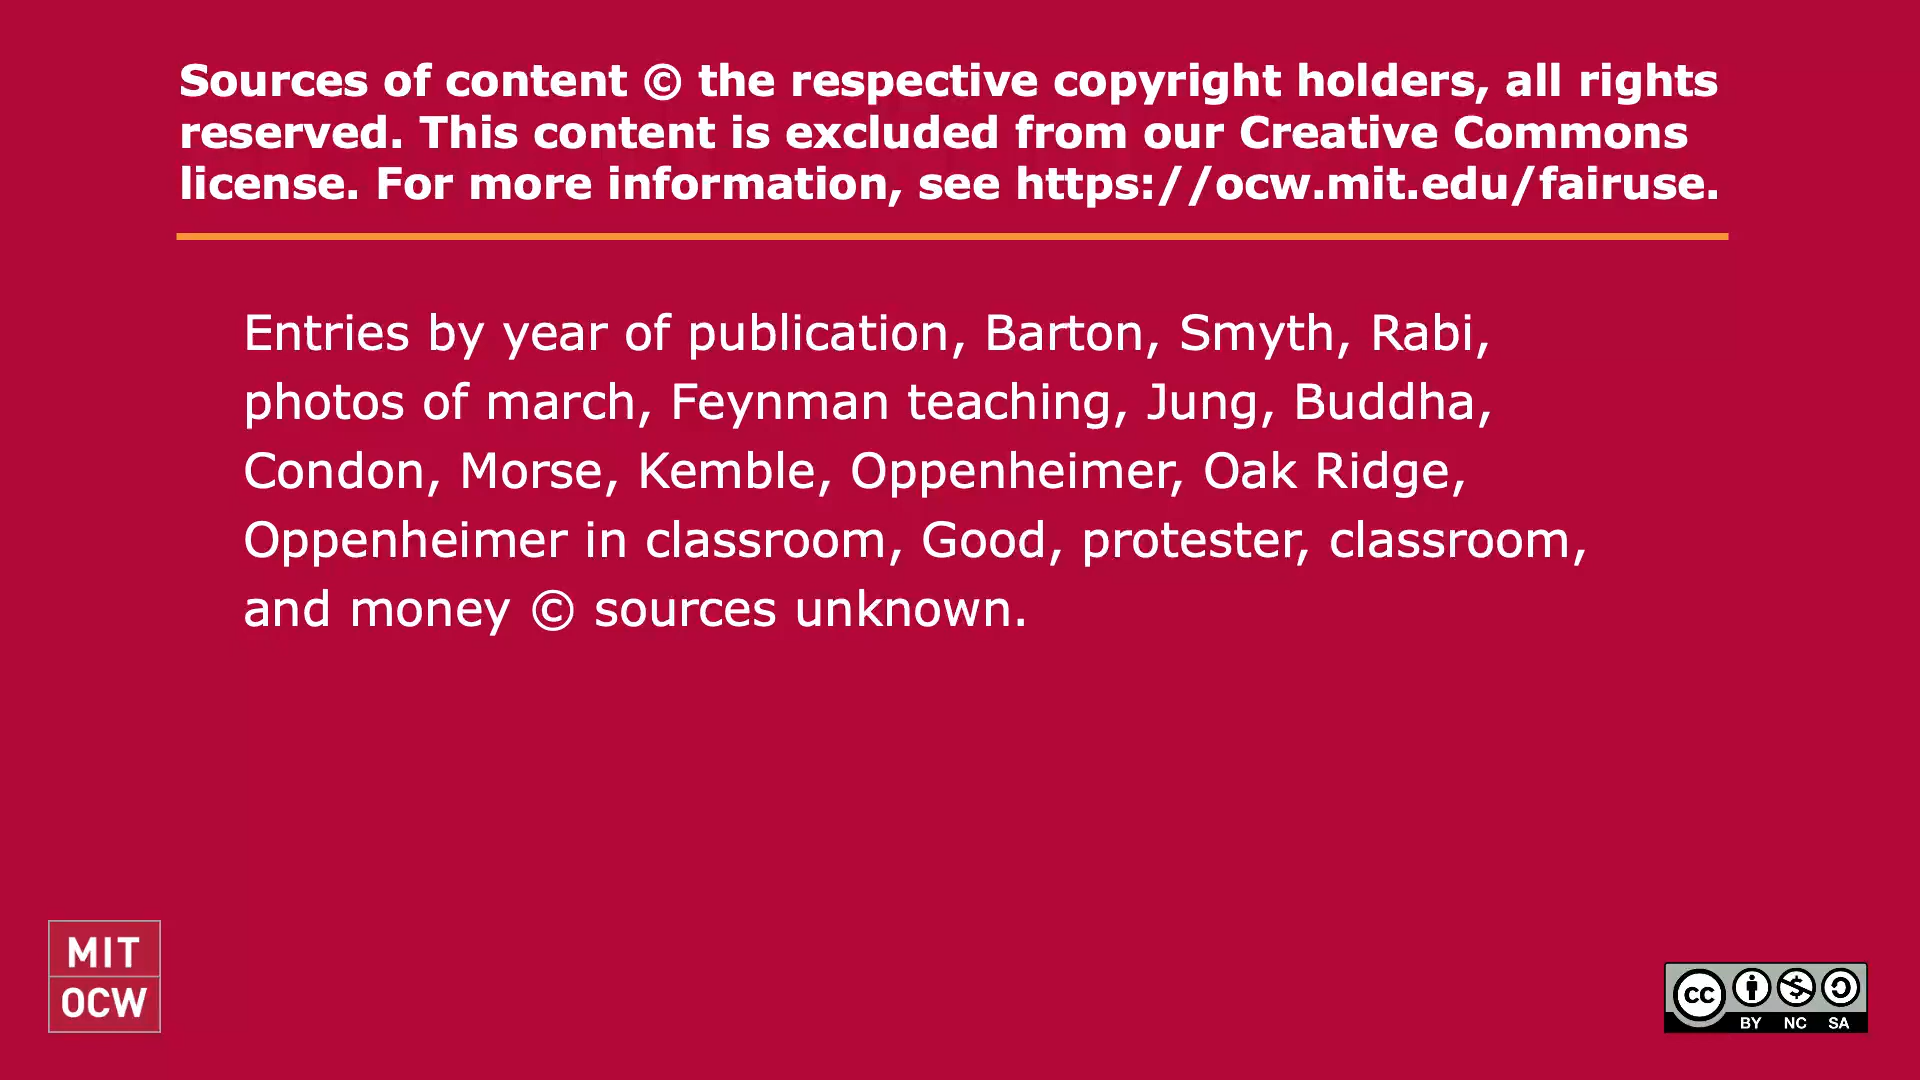 Sources of content © the respective copyright holders, all rights
reserved. This content is excluded from our Creative Commons
license. For more information, see https://ocw.mit.edu/fairuse.
Entries by year of publication, Barton, Smyth, Rabi,
photos of march, Feynman teaching, Jung, Buddha,
Condon, Morse, Kemble, Oppenheimer, Oak Ridge,
Oppenheimer in classroom, Good, protester, classroom,
and money © sources unknown.
MIT
OCW
cc
BY NC SA